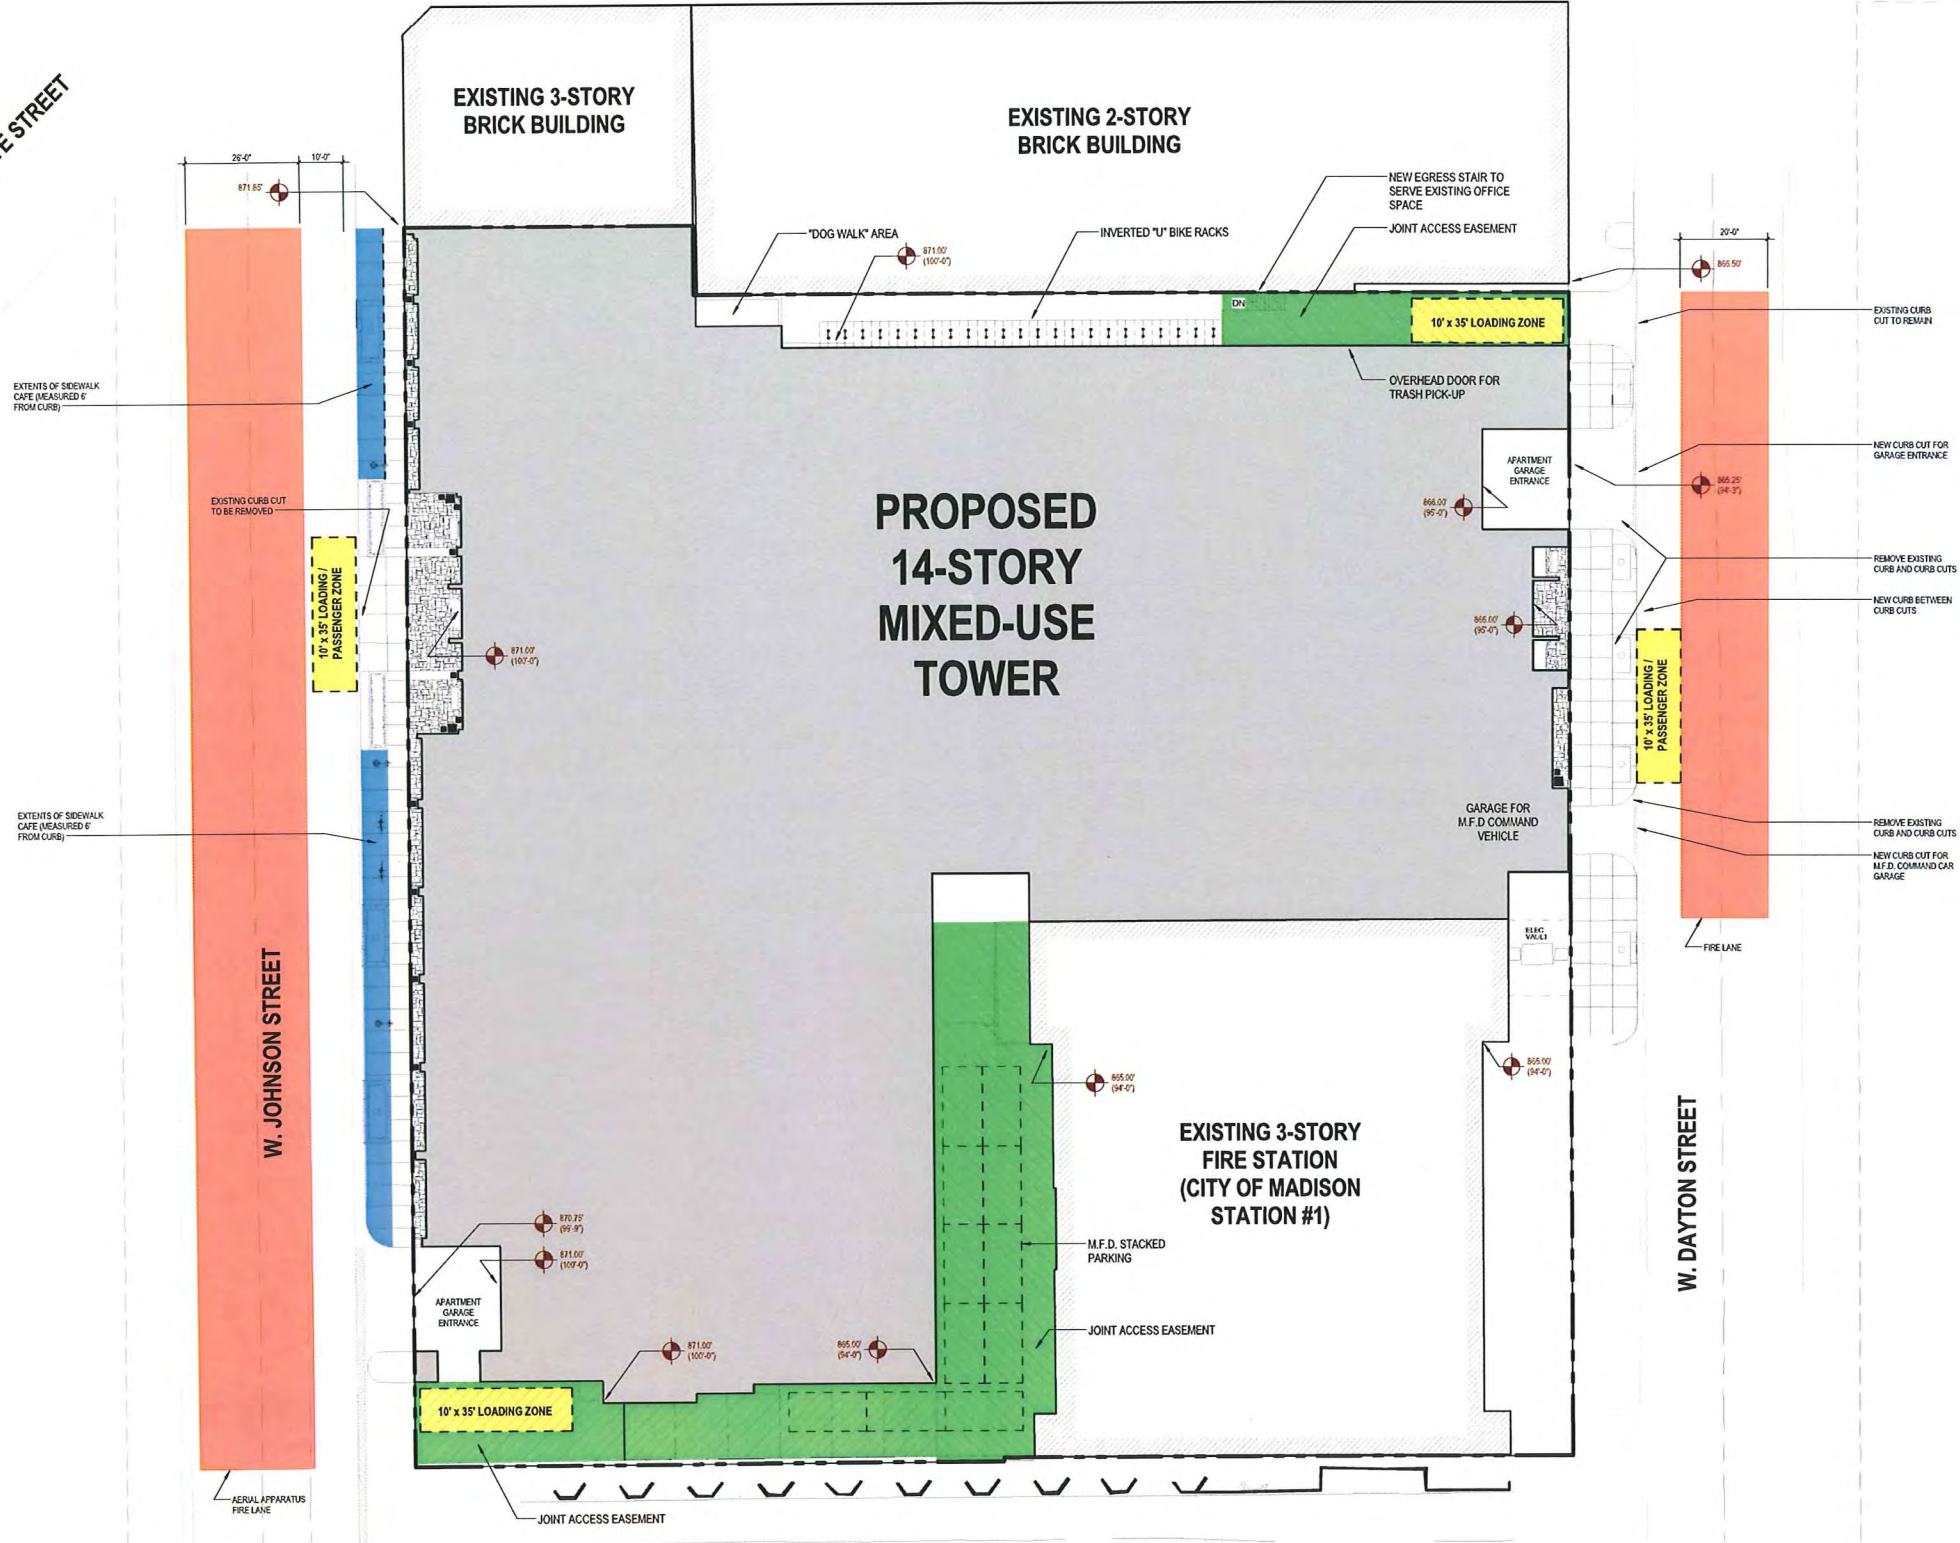 E STREET
EXISTING 3-STORY
BRICK BUILDING
EXISTING 2-STORY
BRICK BUILDING
26'-0"
10'-0"
871.85'
"DOG WALK" AREA
871.00'
(100'-0")
INVERTED "U" BIKE RACKS
NEW EGRESS STAIR TO
SERVE EXISTING OFFICE
SPACE
JOINT ACCESS EASEMENT
20'-0"
865.50'
DN
10' x 35' LOADING ZONE
EXISTING CURB
CUT TO REMAIN
EXTENTS OF SIDEWALK
CAFE (MEASURED 6'
FROM CURB)
OVERHEAD DOOR FOR
TRASH PICK-UP
NEW CURB CUT FOR
GARAGE ENTRANCE
APARTMENT
GARAGE
ENTRANCE
865.25'
(94'-3")
866.00'
(95'-0")
EXISTING CURB CUT
TO BE REMOVED
PROPOSED
14-STORY
MIXED-USE
TOWER
10' x 35' LOADING /
PASSENGER ZONE
871.00'
(100'-0")
866.00'
(95'-0")
REMOVE EXISTING
CURB AND CURB CUTS
NEW CURB BETWEEN
CURB CUTS
10' x 35' LOADING /
PASSENGER ZONE
EXTENTS OF SIDEWALK
CAFE (MEASURED 6'
FROM CURB)
GARAGE FOR
M.F.D COMMAND
VEHICLE
REMOVE EXISTING
CURB AND CURB CUTS
NEW CURB CUT FOR
M.F.D. COMMAND CAR
GARAGE
ELEC
VAULT
FIRE LANE
W. JOHNSON STREET
865.00'
(94'-0")
865.00'
(94'-0")
EXISTING 3-STORY
FIRE STATION
(CITY OF MADISON
STATION #1)
W. DAYTON STREET
870.75'
(99'-9")
871.00'
(100'-0")
M.F.D. STACKED
PARKING
APARTMENT
GARAGE
ENTRANCE
JOINT ACCESS EASEMENT
871.00'
(100'-0")
865.00'
(94'-0")
10' x 35' LOADING ZONE
AERIAL APPARATUS
FIRE LANE
JOINT ACCESS EASEMENT